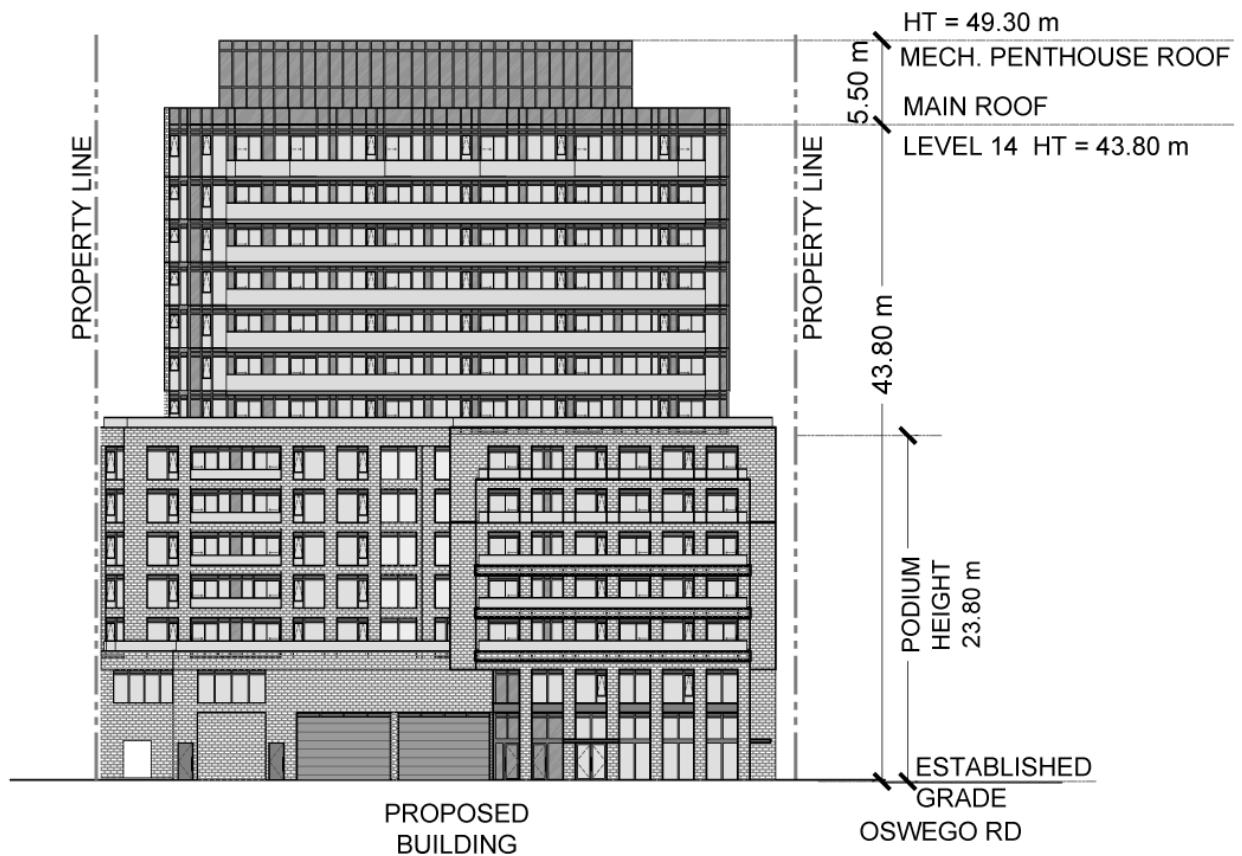 HT = 49.30 m
MECH. PENTHOUSE ROOF
5.50 m
MAIN ROOF
LEVEL 14  HT = 43.80 m
PROPERTY LINE
PROPERTY LINE
43.80 m
PODIUM
HEIGHT
23.80 m
ESTABLISHED
GRADE
OSWEGO RD
PROPOSED
BUILDING